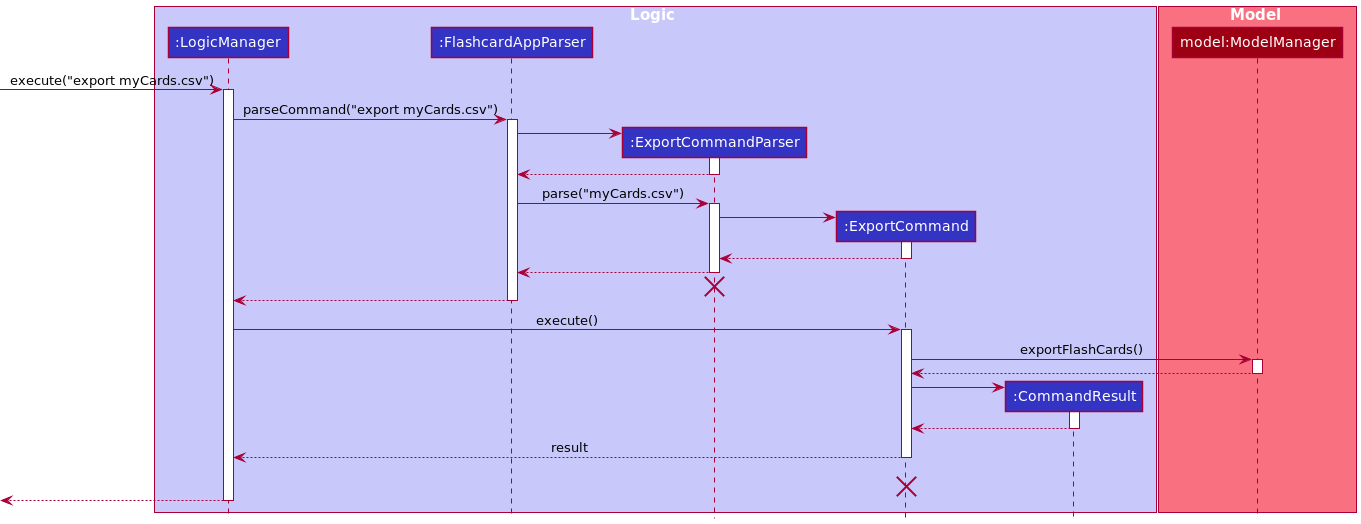 Logic
Model
:LogicManager
:FlashcardAppParser
model:ModelManager
execute("export myCards.csv")
parseCommand("export myCards.csv")
:ExportCommandParser
parse("myCards.csv")
:ExportCommand
execute()
exportFlashCards()
:CommandResult
result